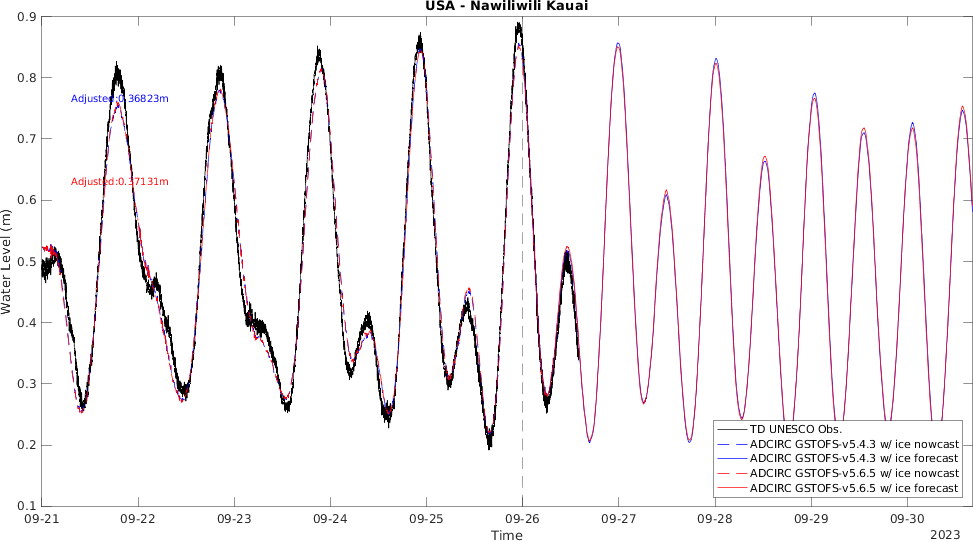 USA - Nawiliwili Kauai
0.9
0.8
0.7
0.6
0.5
0.4
0.3
0.2
0.1
Water Level (m)
Adjusted:0.36823m
Adjusted:0.37131m
TD UNESCO Obs.
ADCIRC GSTOFS-v5.4.3 w/ ice nowcast
ADCIRC GSTOFS-v5.4.3 w/ ice forecast
ADCIRC GSTOFS-v5.6.5 w/ ice nowcast
ADCIRC GSTOFS-v5.6.5 w/ ice forecast
09-21 09-22 09-23 09-24 09-25 09-26 09-27 09-28 09-29 09-30
Time
2023